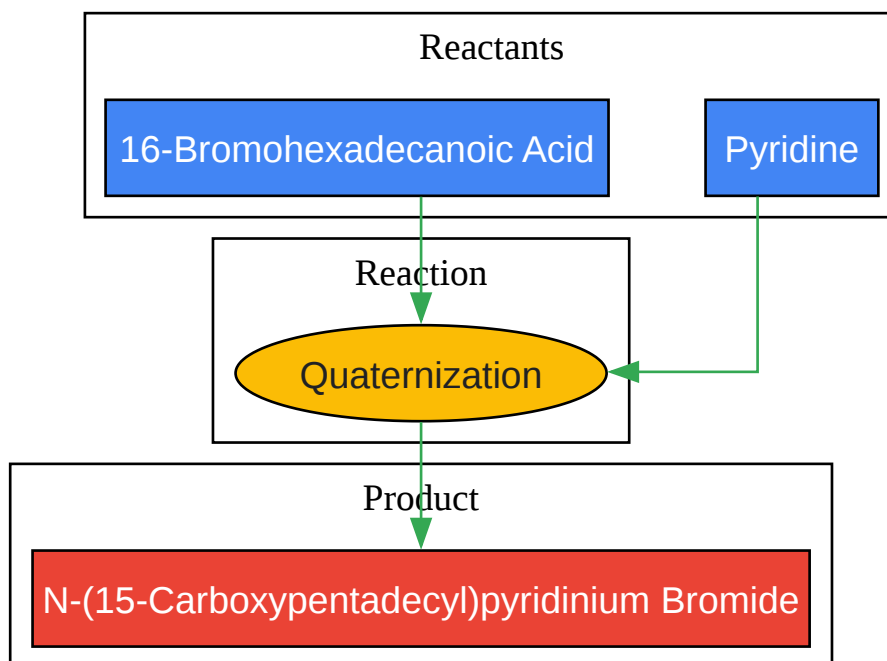 Reactants
16-Bromohexadecanoic Acid
Pyridine
Reaction
Quaternization
Product
N-(15-Carboxypentadecyl)pyridinium Bromide